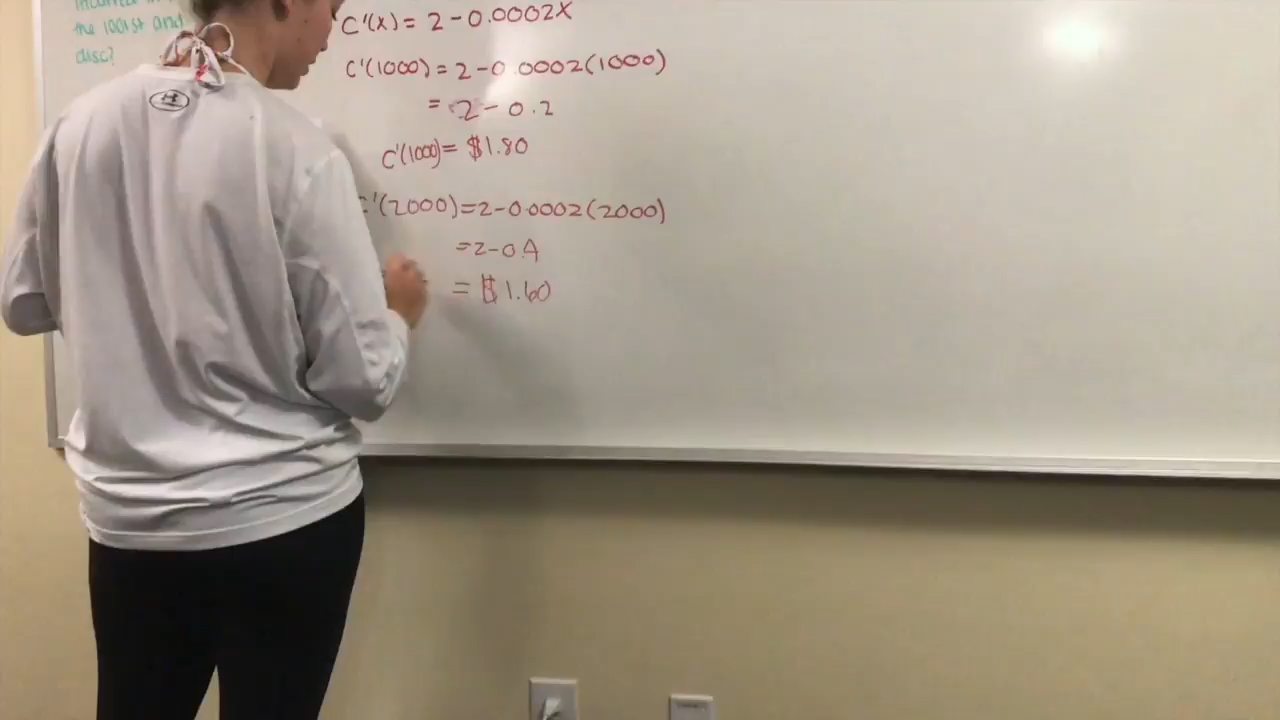 the 1001st and
disc?
C'(x) = 2 - 0.0002x
C'(1000) = 2 - 0.0002(1000)
= 2 - 0.2
C'(1000) = $1.80
C'(2000) = 2 - 0.0002(2000)
= 2 - 0.4
= $1.60